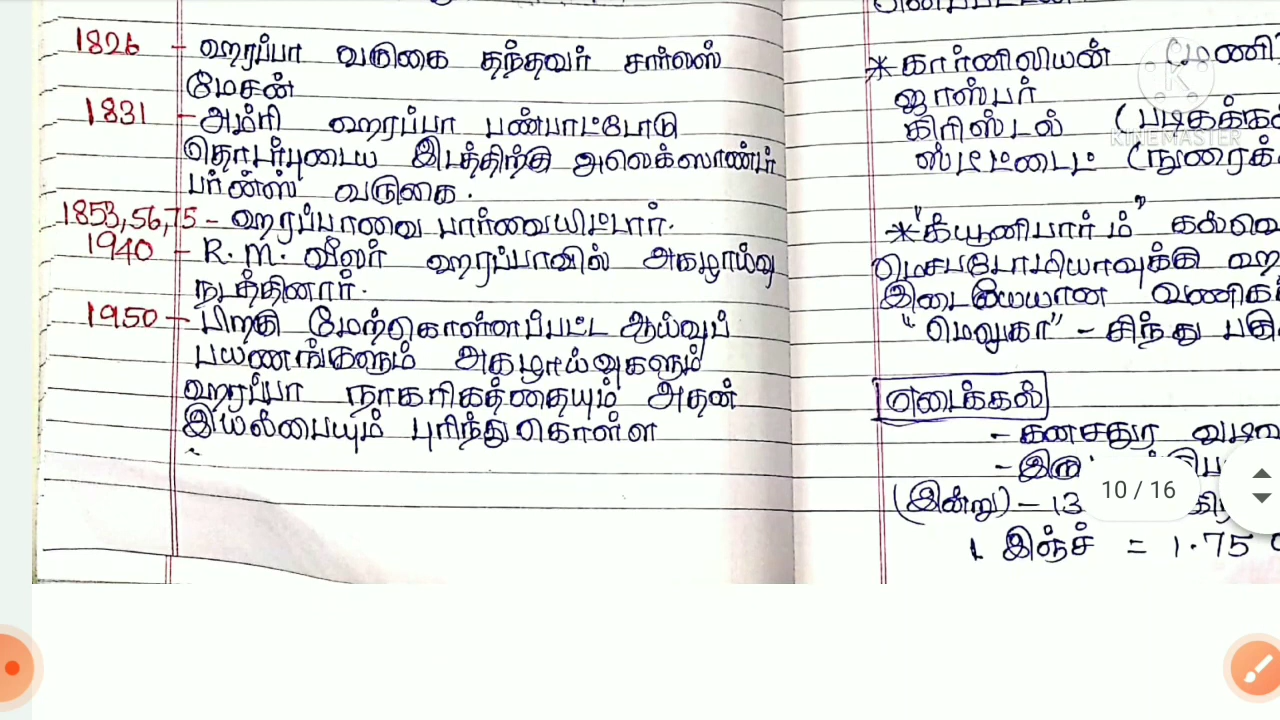 1826 - ஹரப்பா வருகை தந்தவர் சார்லஸ்
மேசன்
1831 - அம்ரி ஹரப்பா பண்பாட்டோடு
தொடர்புடைய இடத்திற்கு அலெக்ஸாண்டர்
பர்ன்ஸ் வருகை.
1853,56,75 - ஹரப்பாவை பார்வையிட்டார்.
1940 - R.M. வீலர் ஹரப்பாவில் அகழாய்வு
நடத்தினார்.
1950 - பிறகு மேற்கொள்ளப்பட்ட ஆய்வுப்
பயணங்களும் அகழாய்வுகளும்
ஹரப்பா நாகரிகத்தையும் அதன்
இயல்பையும் புரிந்துகொள்ள
* கார்னிலியன்
ஜாஸ்பர்
கிரிஸ்டல்
ஸ்டீட்டைட்
* "க்யூனிபார்ம்"
மெசபடோமியாவுக்கு
இடையேயான
"மெலுகா" - சிந்து
எடைக்கல்
- கனசதுர
(இன்று) - 13
1 இஞ்ச் = 1.75
K
KINEMASTER
10 / 16